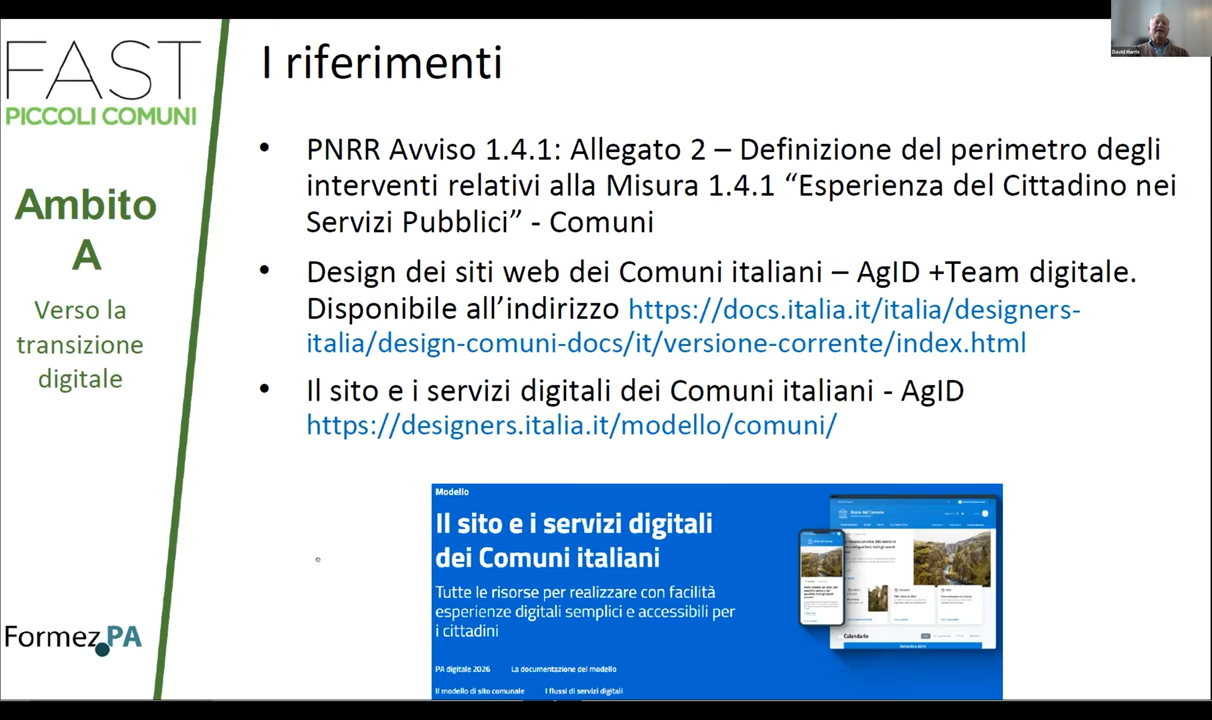 FAST
PICCOLI COMUNI
Ambito
A
Verso la
transizione
digitale
Formez PA
I riferimenti
David Harris
• PNRR Avviso 1.4.1: Allegato 2 – Definizione del perimetro degli
interventi relativi alla Misura 1.4.1 “Esperienza del Cittadino nei
Servizi Pubblici” - Comuni
• Design dei siti web dei Comuni italiani – AgID +Team digitale.
Disponibile all’indirizzo https://docs.italia.it/italia/designers-
italia/design-comuni-docs/it/versione-corrente/index.html
• Il sito e i servizi digitali dei Comuni italiani - AgID
https://designers.italia.it/modello/comuni/
Modello
Il sito e i servizi digitali
dei Comuni italiani
Tutte le risorse per realizzare con facilità
esperienze digitali semplici e accessibili per
i cittadini
PA digitale 2026 La documentazione del modello
Il modello di sito comunale I flussi di servizi digitali
Nome del Comune
Calendario